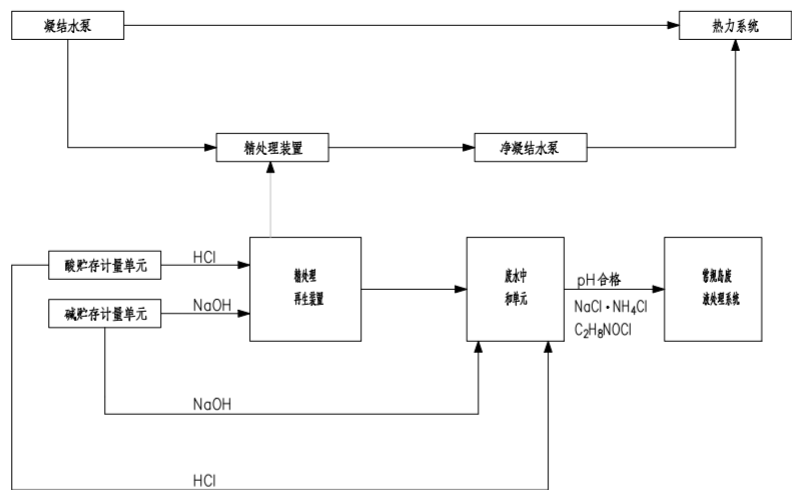 凝结水泵
热力系统
精处理装置
净凝结水泵
酸贮存计量单元
HCl
碱贮存计量单元
NaOH
精处理
再生装置
废水中
和单元
pH合格
NaCl·NH₄Cl
C₂H₈NOCl
常规岛废
液处理系统
NaOH
HCl